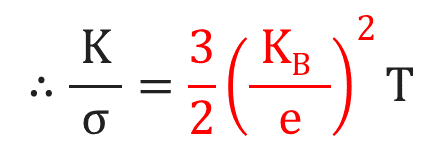 ∴ K/σ = 3/2 (K_B/e)² T